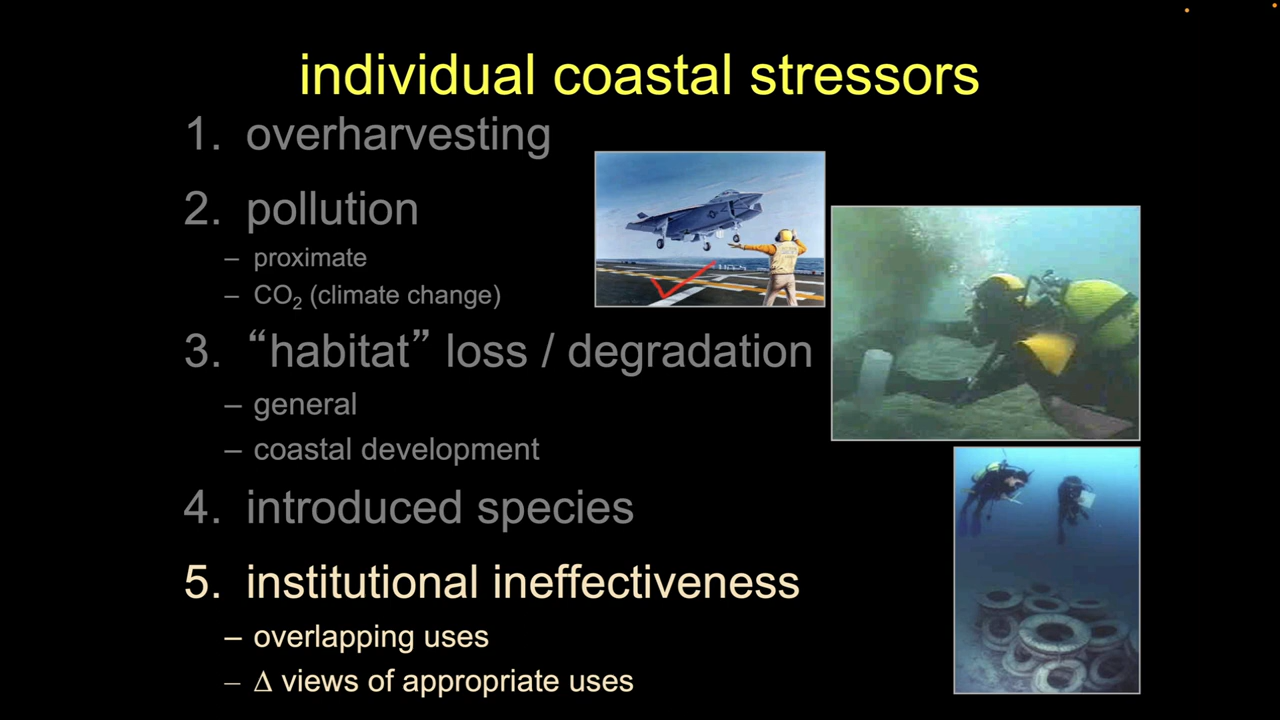 individual coastal stressors
1. overharvesting
2. pollution
– proximate
– CO₂ (climate change)
3. “habitat” loss / degradation
– general
– coastal development
4. introduced species
5. institutional ineffectiveness
– overlapping uses
– Δ views of appropriate uses